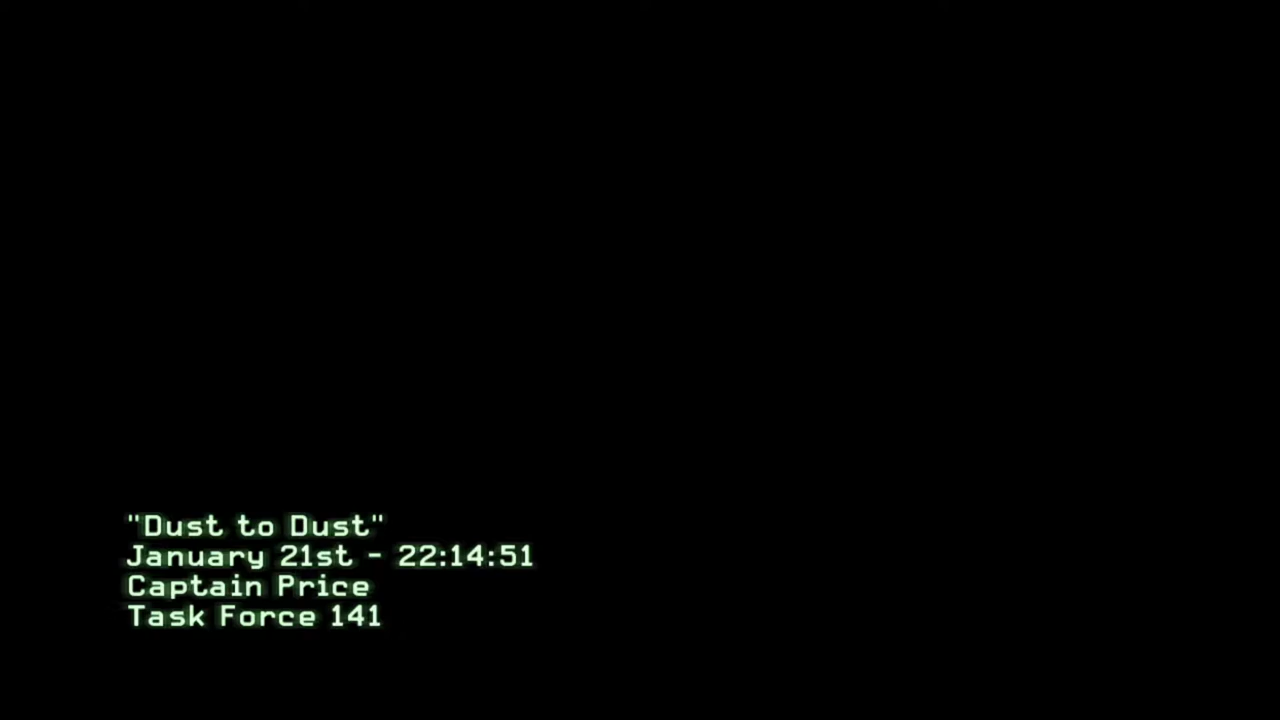 "Dust to Dust"
January 21st - 22:14:51
Captain Price
Task Force 141